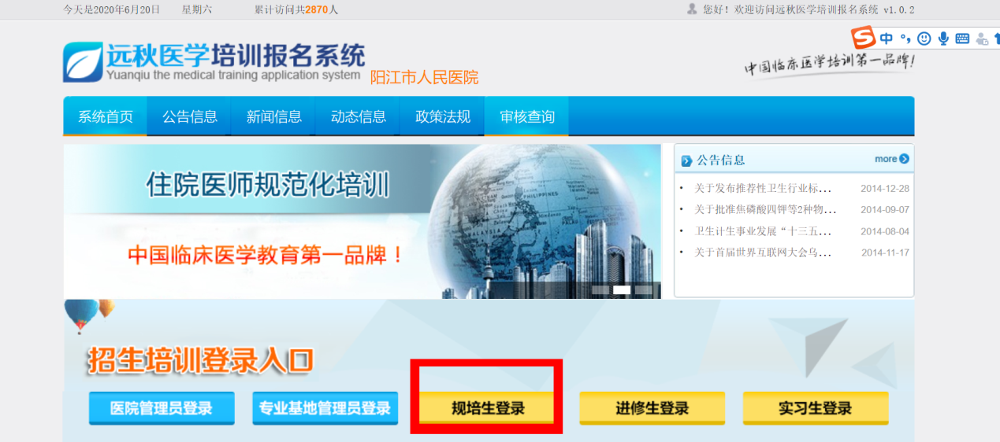 今天是2020年6月20日 星期六 累计访问共2870人 您好！欢迎访问远秋医学培训报名系统 v1.0.2
中
远秋医学培训报名系统
Yuanqiu the medical training application system 阳江市人民医院
中国临床医学培训第一品牌!
系统首页 公告信息 新闻信息 动态信息 政策法规 审核查询
住院医师规范化培训
中国临床医学教育第一品牌！
公告信息 more
关于发布推荐性卫生行业标... 2014-12-28
关于批准焦磷酸四钾等2种物... 2014-09-07
卫生计生事业发展“十三五... 2014-08-04
关于首届世界互联网大会乌... 2014-11-17
招生培训登录入口
医院管理员登录 专业基地管理员登录 规培生登录 进修生登录 实习生登录